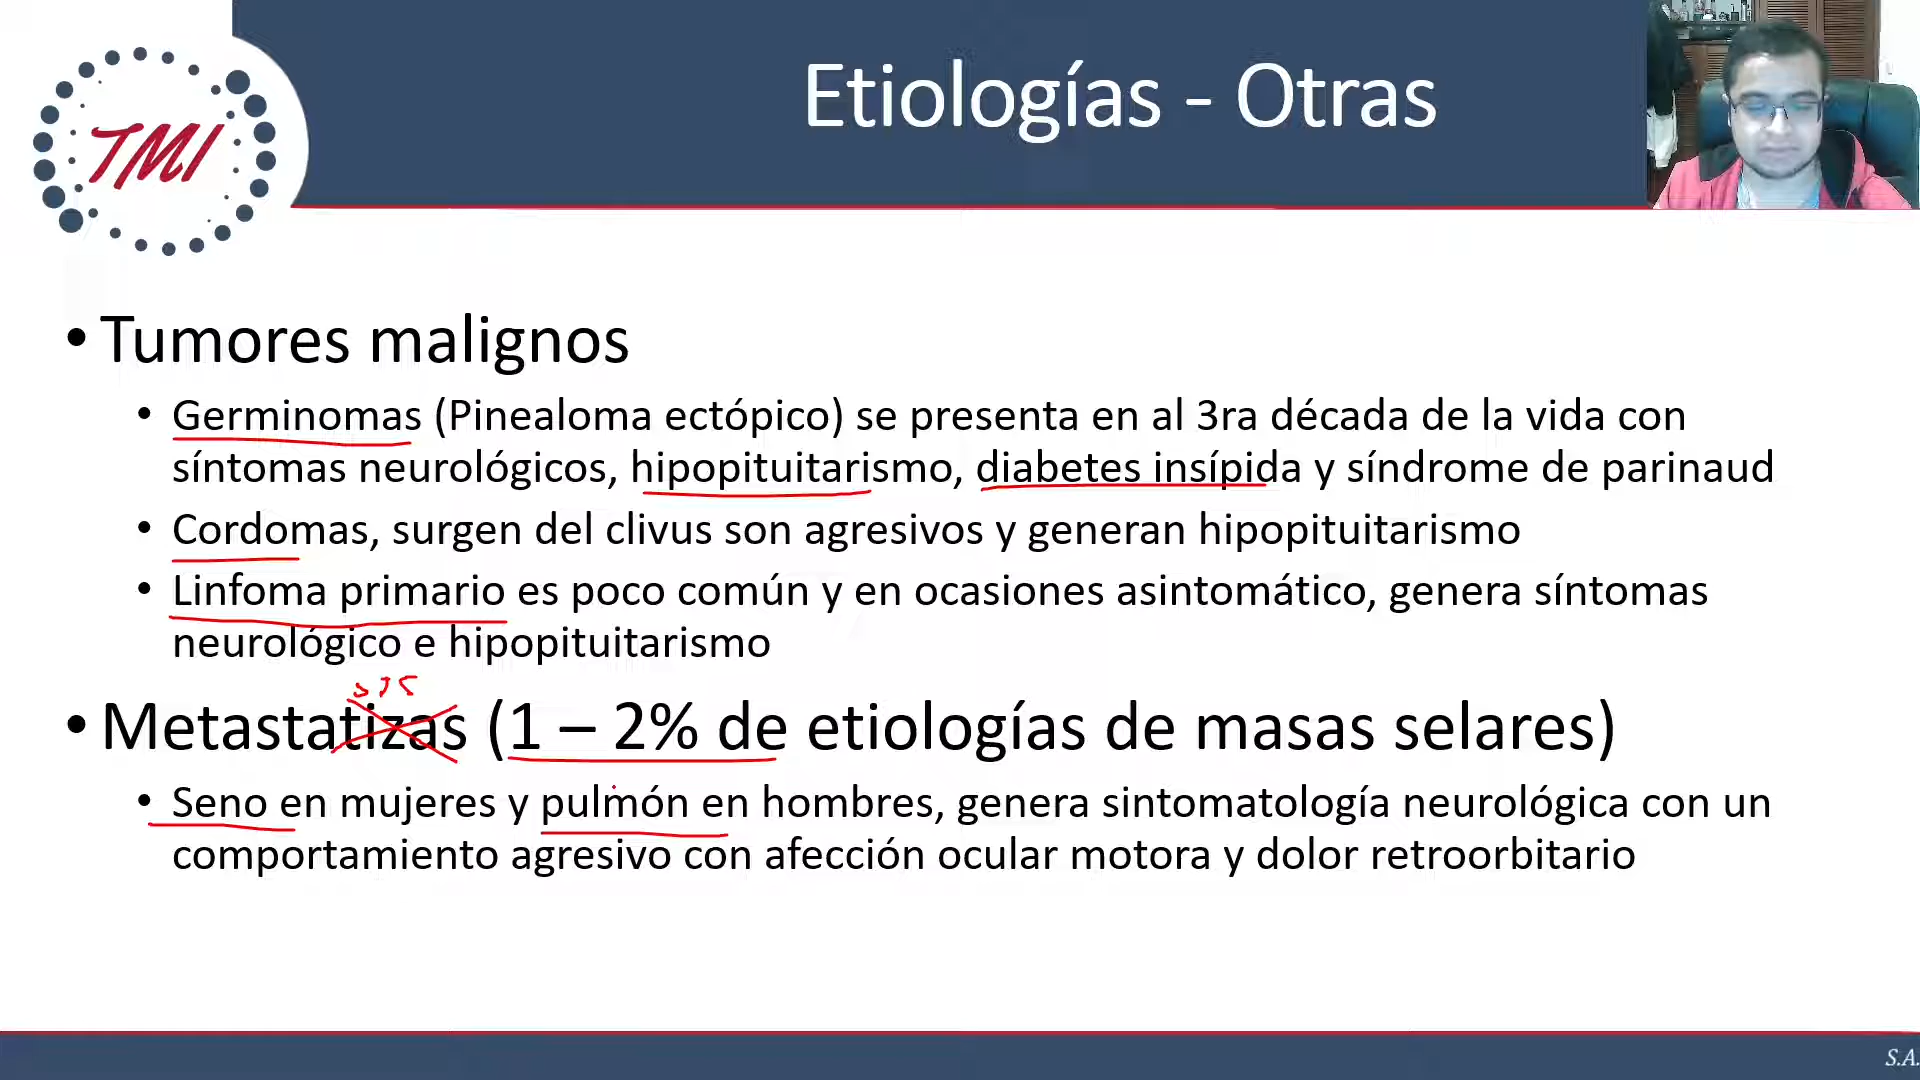 Etiologías - Otras
TMI
• Tumores malignos
• Germinomas (Pinealoma ectópico) se presenta en al 3ra década de la vida con
síntomas neurológicos, hipopituitarismo, diabetes insípida y síndrome de parinaud
• Cordomas, surgen del clivus son agresivos y generan hipopituitarismo
• Linfoma primario es poco común y en ocasiones asintomático, genera síntomas
neurológico e hipopituitarismo
• Metastatizas (1 – 2% de etiologías de masas selares)
• Seno en mujeres y pulmón en hombres, genera sintomatología neurológica con un
comportamiento agresivo con afección ocular motora y dolor retroorbitario
S.A.